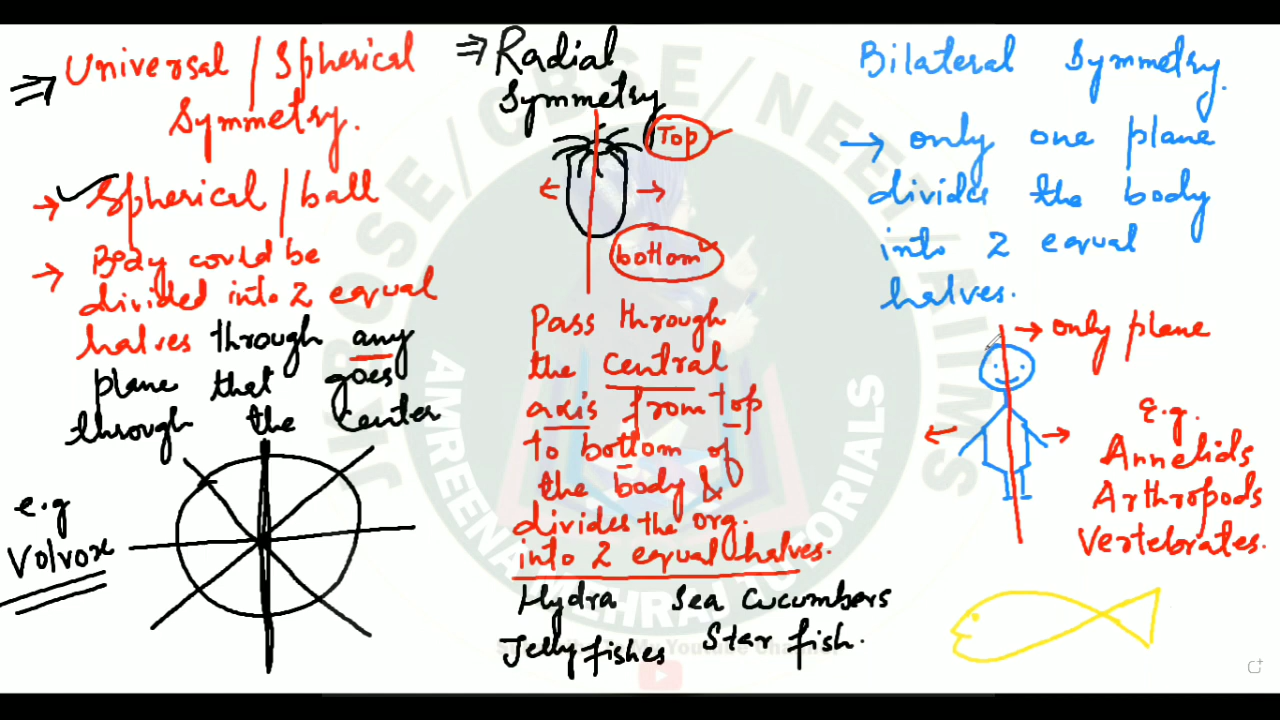 ⇒ Universal / Spherical
Symmetry.
→ Spherical / ball
→ Body could be
divided into 2 equal
halves through any
plane that goes
through the center
e.g
Volvox
⇒ Radial
Symmetry
Top
bottom
Pass through
the central
axis from top
to bottom of
the body &
divides the org.
into 2 equal halves.
Hydra Sea Cucumbers
Jelly fishes Star fish.
Bilateral Symmetry.
→ only one plane
divides the body
into 2 equal
halves.
→ only plane
E.g.
Annelids
Arthropods
Vertebrates.
AMREENA MEHRAJ TUTORIALS